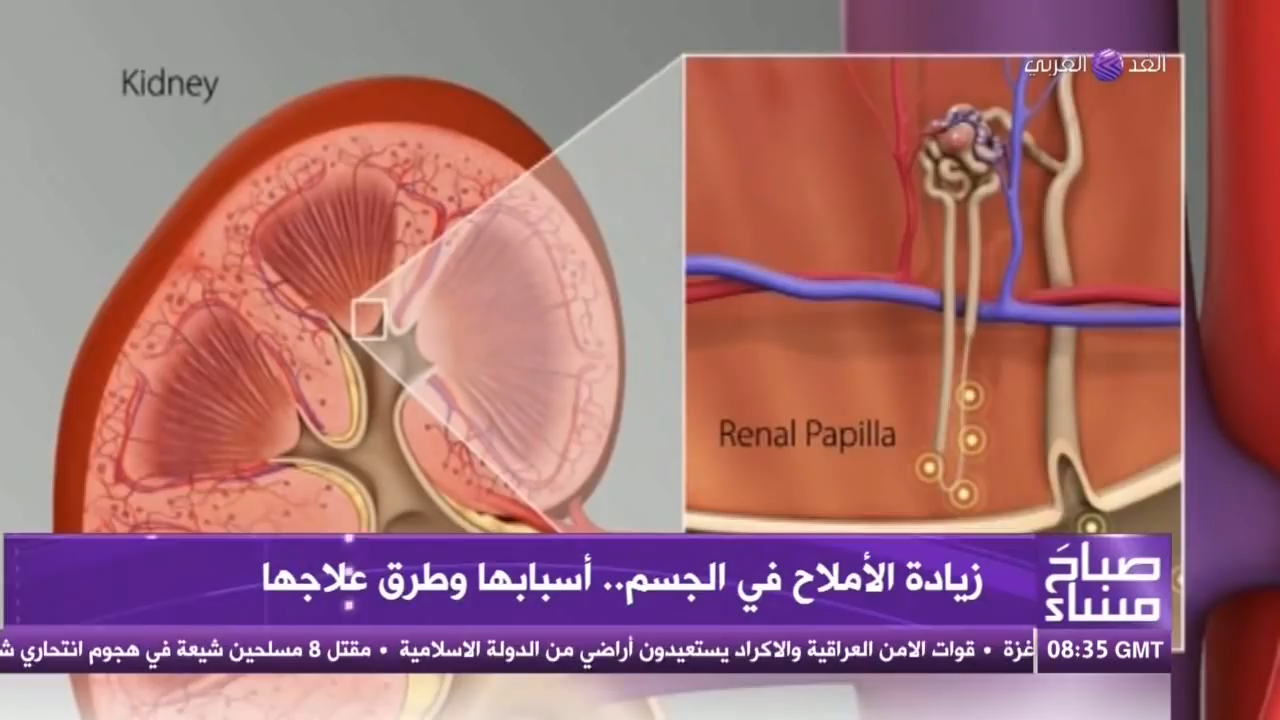 الغد العربي
Kidney
Renal Papilla
زيادة الأملاح في الجسم.. أسبابها وطرق علاجها
صباحَ مساءَ
08:35 GMT
غزة • قوات الامن العراقية والاكراد يستعيدون أراضي من الدولة الاسلامية • مقتل 8 مسلحين شيعة في هجوم انتحاري